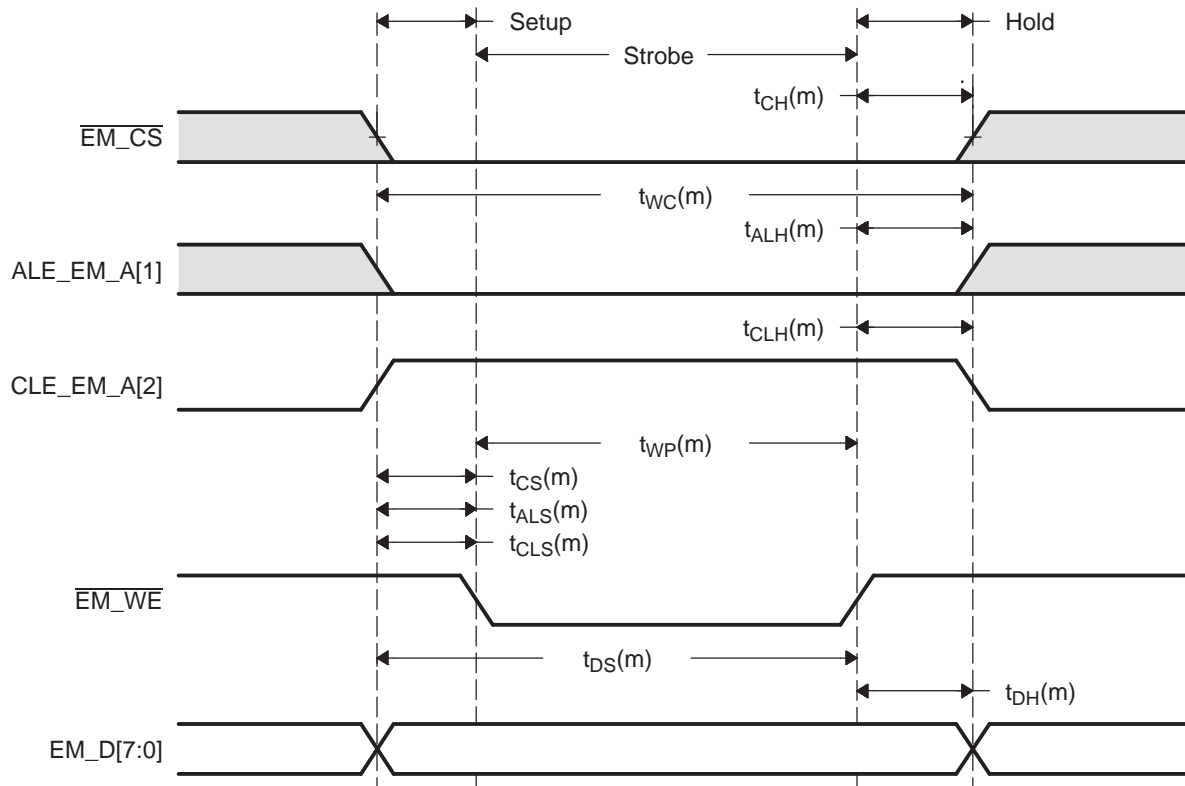 Setup
Hold
Strobe
tCH(m)
EM_CS
tWC(m)
tALH(m)
ALE_EM_A[1]
tCLH(m)
CLE_EM_A[2]
tWP(m)
tCS(m)
tALS(m)
tCLS(m)
EM_WE
tDS(m)
tDH(m)
EM_D[7:0]